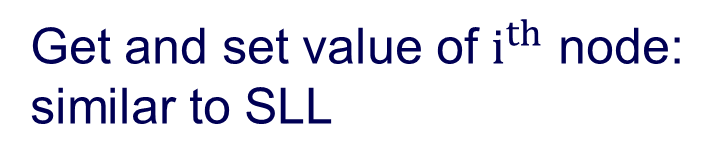 Get and set value of iᵗʰ node:
similar to SLL